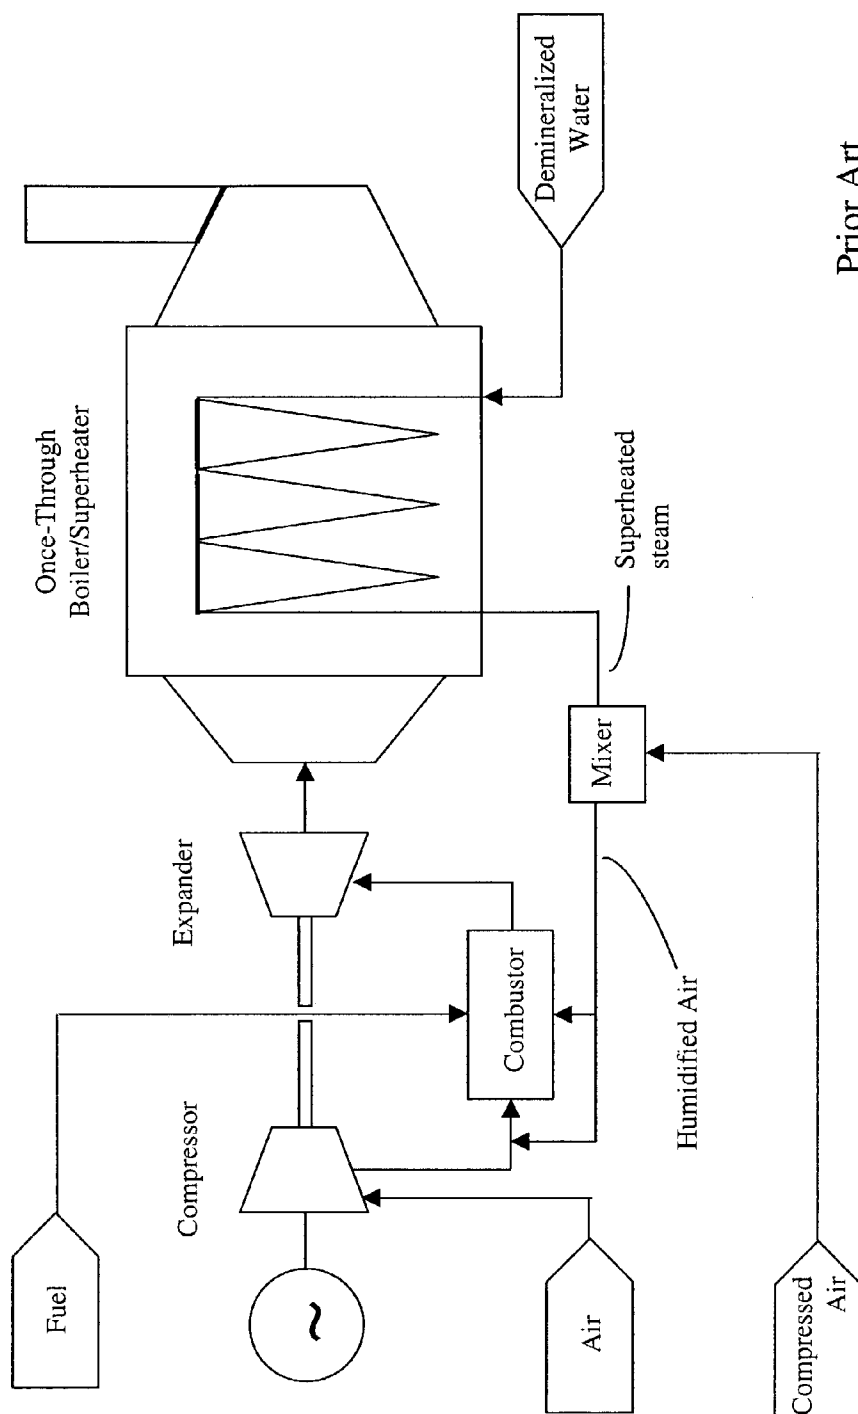 Fuel
Compressor
Expander
Once-Through
Boiler/Superheater
Combustor
Air
Humidified Air
Mixer
Superheated
steam
Demineralized
Water
Compressed
Air
Prior Art
~